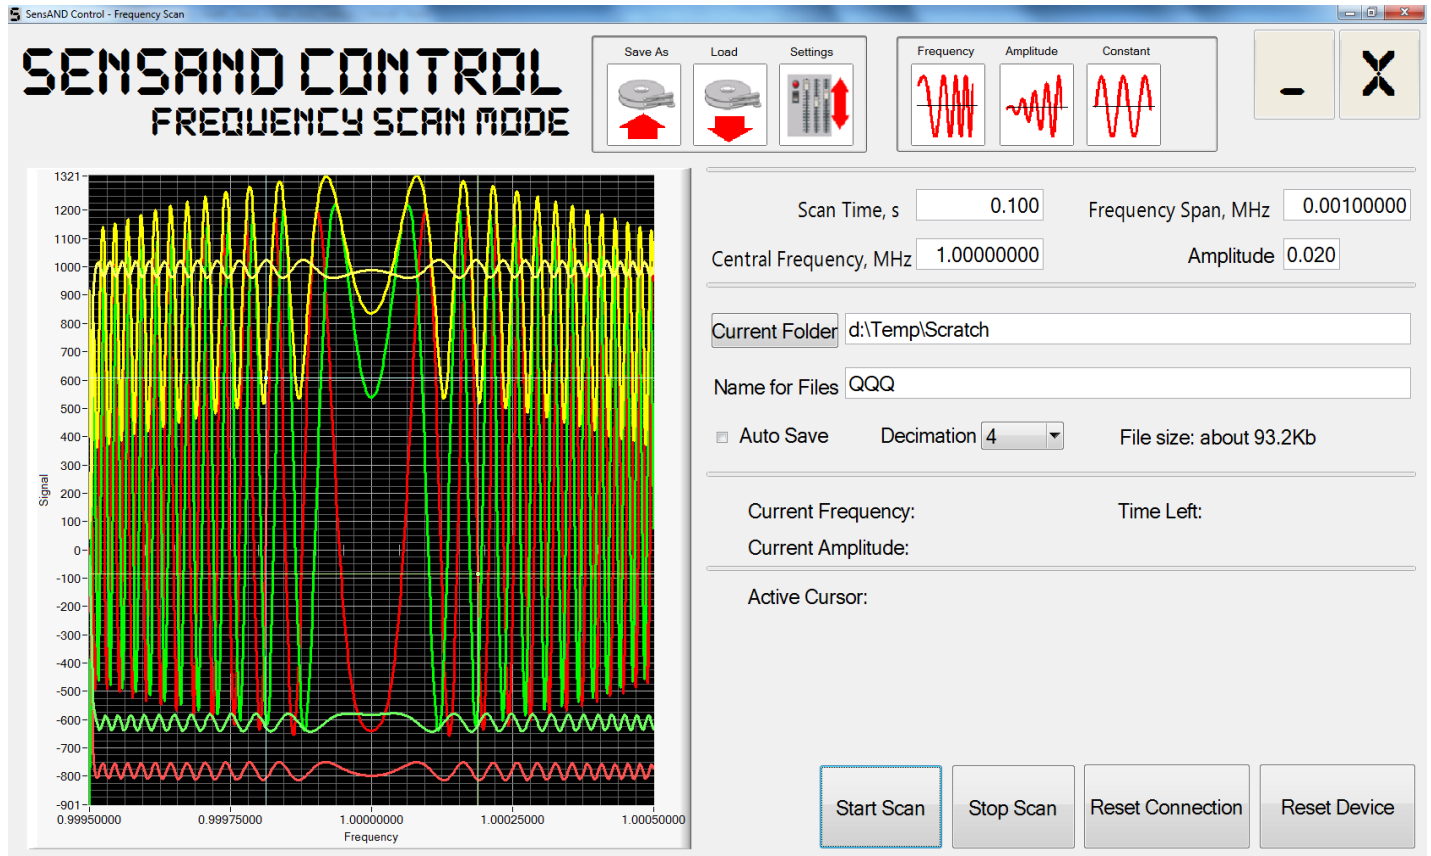 SensAND Control - Frequency Scan
SENSAND CONTROL
FREQUENCY SCAN MODE
Save As
Load
Settings
Frequency
Amplitude
Constant
-
X
Scan Time, s
0.100
Frequency Span, MHz
0.00100000
Central Frequency, MHz
1.00000000
Amplitude
0.020
Current Folder
d:\Temp\Scratch
Name for Files
QQQ
Auto Save
Decimation
4
File size: about 93.2Kb
Current Frequency:
Time Left:
Current Amplitude:
Active Cursor:
Start Scan
Stop Scan
Reset Connection
Reset Device
Signal
1321
1200
1100
1000
900
800
700
600
500
400
300
200
100
0
-100
-200
-300
-400
-500
-600
-700
-800
-901
0.99950000
0.99975000
1.00000000
1.00025000
1.00050000
Frequency